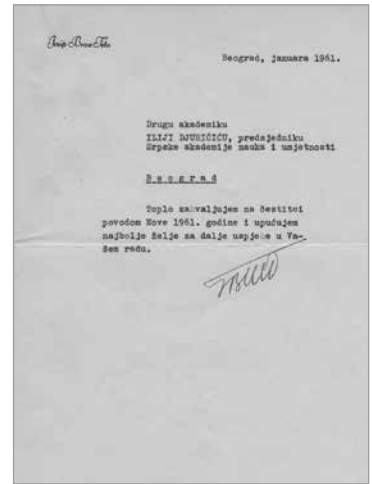 Josip Broz Tito
Beograd, januara 1961.
Drugu akademiku
ILIJI DJURIČIĆU, predsjedniku
Srpske akademije nauka i umjetnosti
B e o g r a d
Toplo zahvaljujem na čestitci
povodom Nove 1961. godine i upućujem
najbolje želje za dalje uspjehe u Va-
šem radu.